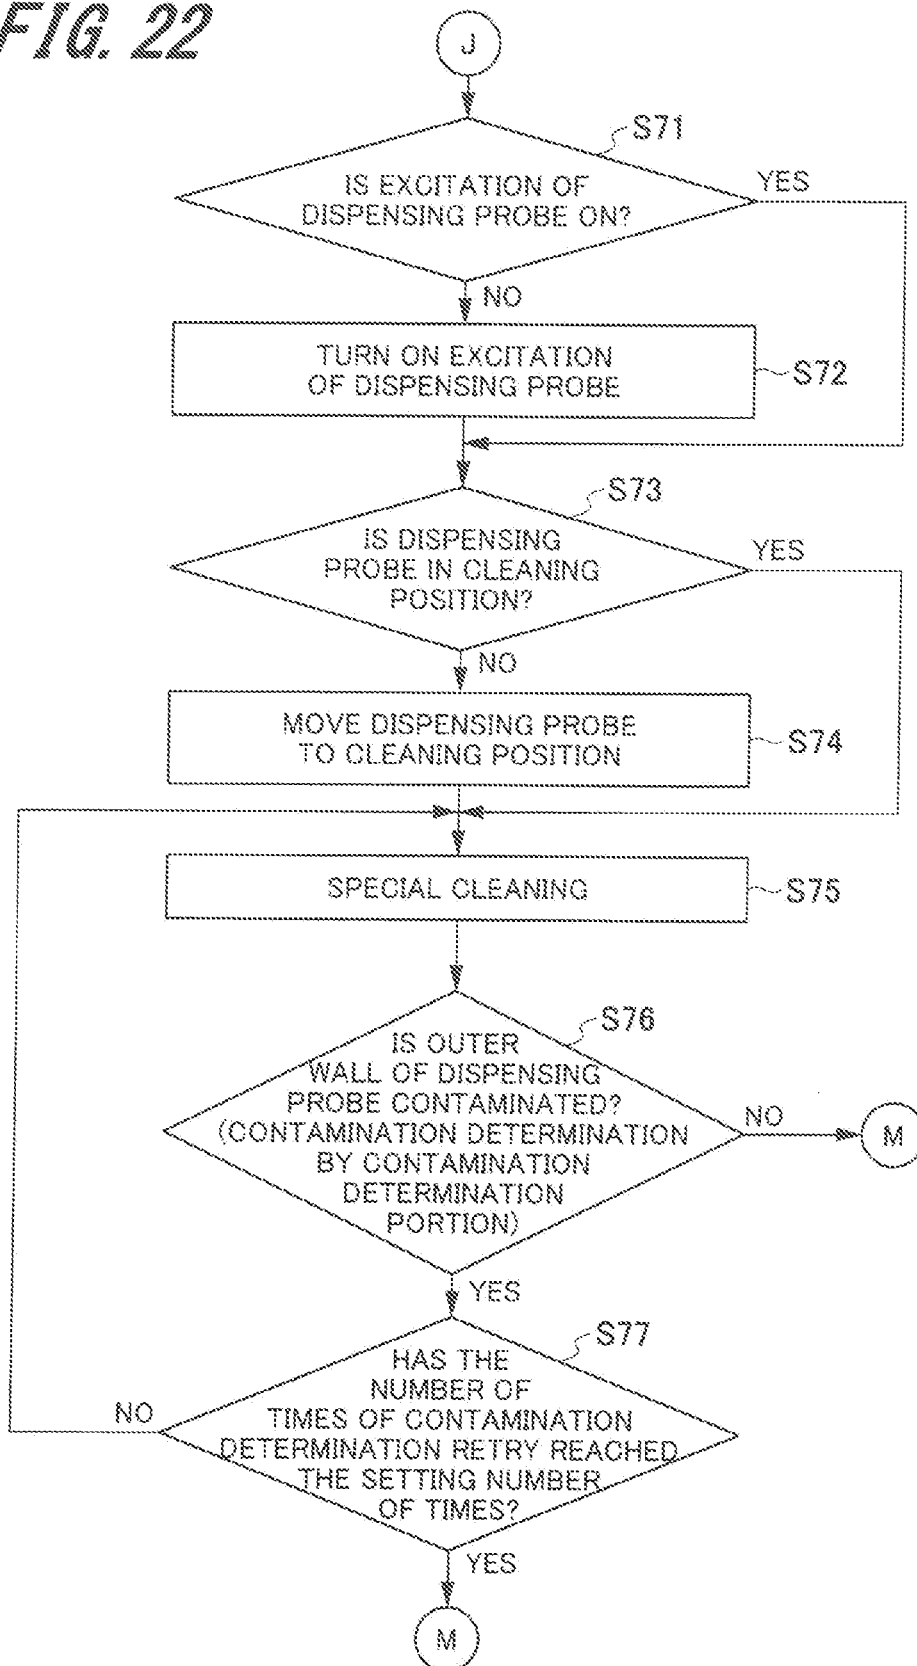 FIG. 22
J
S71
IS EXCITATION OF
DISPENSING PROBE ON?
YES
NO
TURN ON EXCITATION
OF DISPENSING PROBE
S72
S73
IS DISPENSING
PROBE IN CLEANING
POSITION?
YES
NO
MOVE DISPENSING PROBE
TO CLEANING POSITION
S74
SPECIAL CLEANING
S75
S76
IS OUTER
WALL OF DISPENSING
PROBE CONTAMINATED?
(CONTAMINATION DETERMINATION
BY CONTAMINATION
DETERMINATION
PORTION)
NO
M
YES
S77
HAS THE
NUMBER OF
TIMES OF CONTAMINATION
DETERMINATION RETRY REACHED
THE SETTING NUMBER
OF TIMES?
NO
YES
M